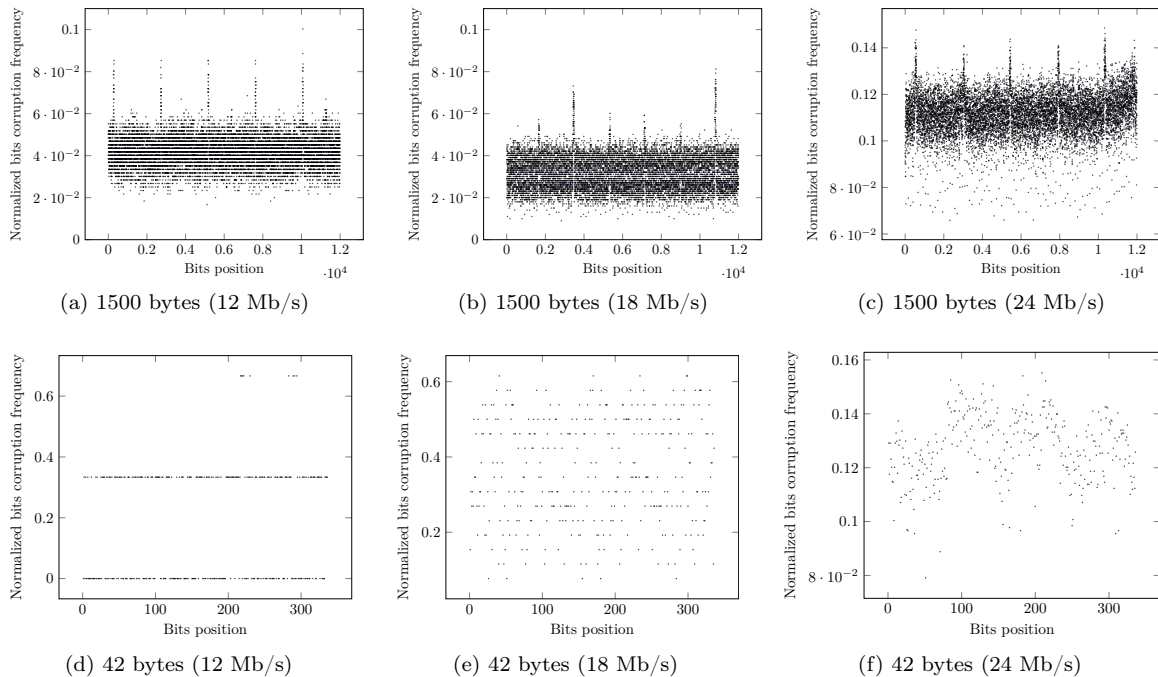 Normalized bits corruption frequency
0.1
8 · 10⁻²
6 · 10⁻²
4 · 10⁻²
2 · 10⁻²
0
0 0.2 0.4 0.6 0.8 1 1.2
Bits position
·10⁴
(a) 1500 bytes (12 Mb/s)
Normalized bits corruption frequency
0.1
8 · 10⁻²
6 · 10⁻²
4 · 10⁻²
2 · 10⁻²
0
0 0.2 0.4 0.6 0.8 1 1.2
Bits position
·10⁴
(b) 1500 bytes (18 Mb/s)
Normalized bits corruption frequency
0.14
0.12
0.1
8 · 10⁻²
6 · 10⁻²
0 0.2 0.4 0.6 0.8 1 1.2
Bits position
·10⁴
(c) 1500 bytes (24 Mb/s)
Normalized bits corruption frequency
0.6
0.4
0.2
0
0 100 200 300
Bits position
(d) 42 bytes (12 Mb/s)
Normalized bits corruption frequency
0.6
0.4
0.2
0 100 200 300
Bits position
(e) 42 bytes (18 Mb/s)
Normalized bits corruption frequency
0.16
0.14
0.12
0.1
8 · 10⁻²
0 100 200 300
Bits position
(f) 42 bytes (24 Mb/s)